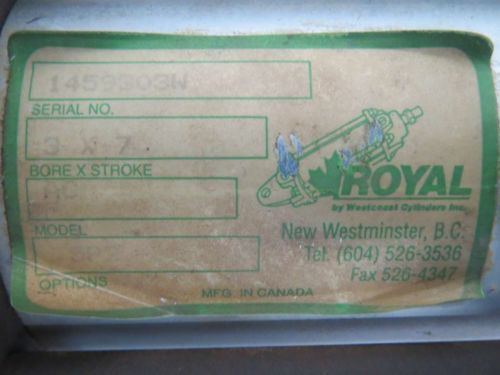 SERIAL NO.
3 X 7
BORE X STROKE
MODEL
OPTIONS
ROYAL
by Westcoast Cylinders Inc.
New Westminster, B.C.
Tel. (604) 526-3536
Fax 526-4347
MFG. IN CANADA